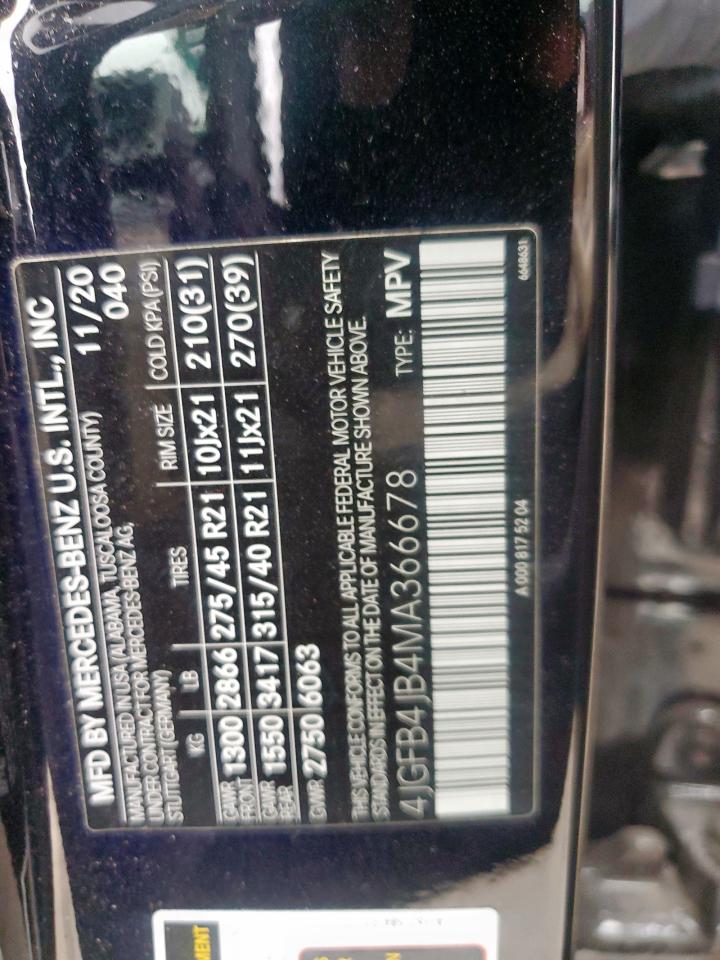 MFD BY MERCEDES-BENZ U.S. INTL., INC
MANUFACTURED IN USA (ALABAMA, TUSCALOOSA COUNTY) 11/20
UNDER CONTRACT FOR MERCEDES-BENZ AG, 040
STUTTGART (GERMANY)
KG LB TIRES RIM SIZE COLD KPA (PSI)
GAWR FRONT 1300 2866 275/45 R21 10Jx21 210(31)
GAWR REAR 1550 3417 315/40 R21 11Jx21 270(39)
GVWR 2750 6063
THIS VEHICLE CONFORMS TO ALL APPLICABLE FEDERAL MOTOR VEHICLE SAFETY
STANDARDS IN EFFECT ON THE DATE OF MANUFACTURE SHOWN ABOVE.
4JGFB4JB4MA366678 TYPE: MPV
A 000 817 52 04 6648631